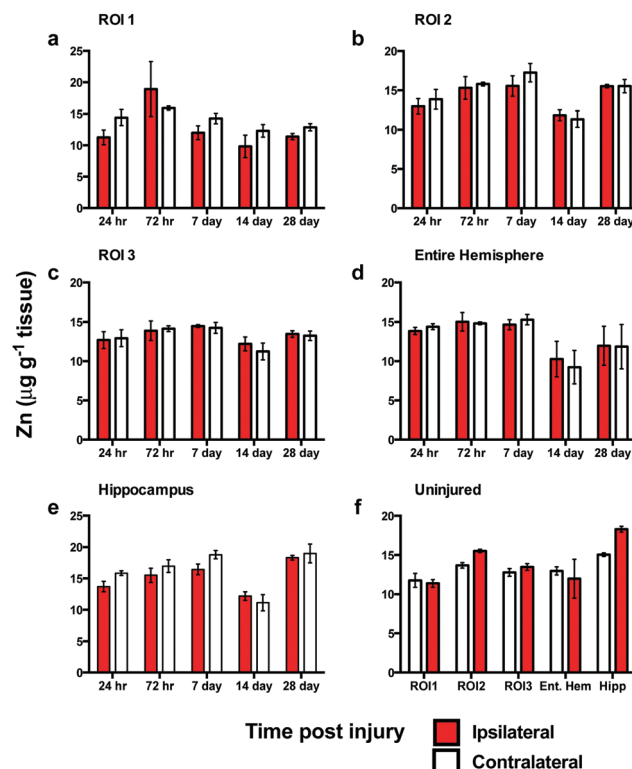 ROI 1
ROI 2
a
b
25
20
15
10
5
0
24 hr 72 hr 7 day 14 day 28 day
20
15
10
5
0
24 hr 72 hr 7 day 14 day 28 day
ROI 3
Entire Hemisphere
c
d
20
15
10
5
0
24 hr 72 hr 7 day 14 day 28 day
20
15
10
5
0
24 hr 72 hr 7 day 14 day 28 day
Zn (μg g-1 tissue)
Hippocampus
Uninjured
e
f
25
20
15
10
5
0
24 hr 72 hr 7 day 14 day 28 day
20
15
10
5
0
ROI1 ROI2 ROI3 Ent. Hem Hipp
Time post injury
Ipsilateral
Contralateral